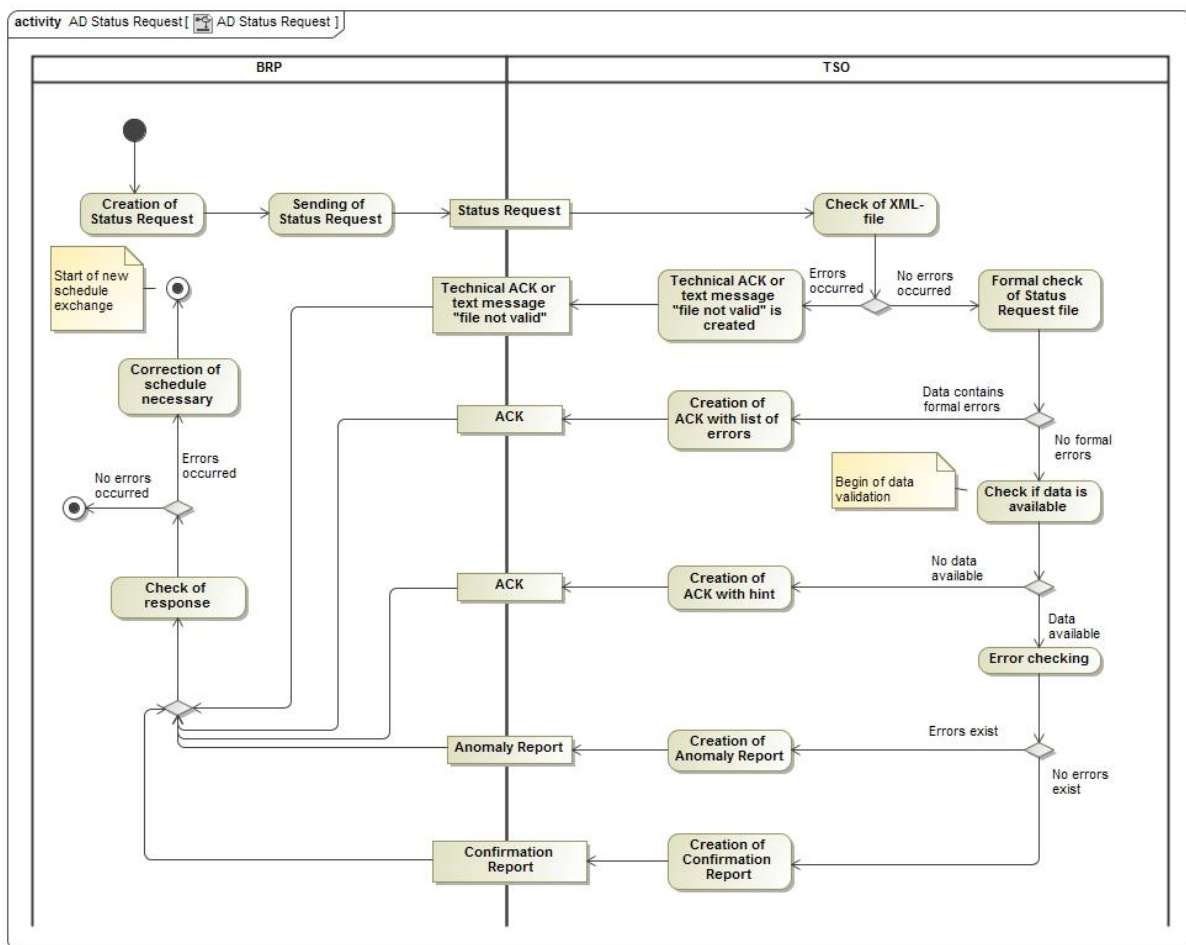 activity AD Status Request [ AD Status Request ]
BRP
TSO
Creation of
Status Request
Sending of
Status Request
Status Request
Check of XML-
file
Start of new
schedule
exchange
Technical ACK or
text message
"file not valid"
Technical ACK or
text message
"file not valid" is
created
Errors
occurred
No errors
occurred
Formal check
of Status
Request file
Correction of
schedule
necessary
ACK
Creation of
ACK with list of
errors
Data contains
formal errors
No formal
errors
No errors
occurred
Errors
occurred
Begin of data
validation
Check if data is
available
Check of
response
ACK
Creation of
ACK with hint
No data
available
Data
available
Error checking
Anomaly Report
Creation of
Anomaly Report
Errors exist
No errors
exist
Confirmation
Report
Creation of
Confirmation
Report